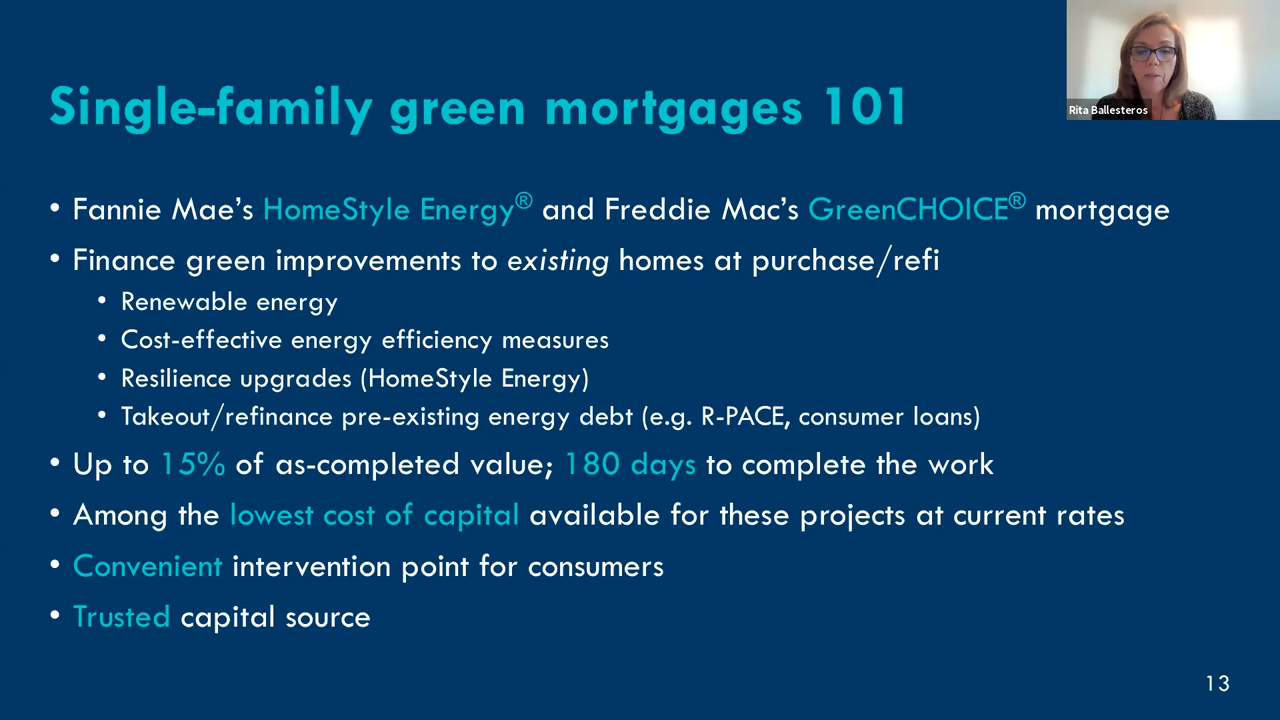 Single-family green mortgages 101
Rita Ballesteros
• Fannie Mae’s HomeStyle Energy® and Freddie Mac’s GreenCHOICE® mortgage
• Finance green improvements to existing homes at purchase/refi
• Renewable energy
• Cost-effective energy efficiency measures
• Resilience upgrades (HomeStyle Energy)
• Takeout/refinance pre-existing energy debt (e.g. R-PACE, consumer loans)
• Up to 15% of as-completed value; 180 days to complete the work
• Among the lowest cost of capital available for these projects at current rates
• Convenient intervention point for consumers
• Trusted capital source
13